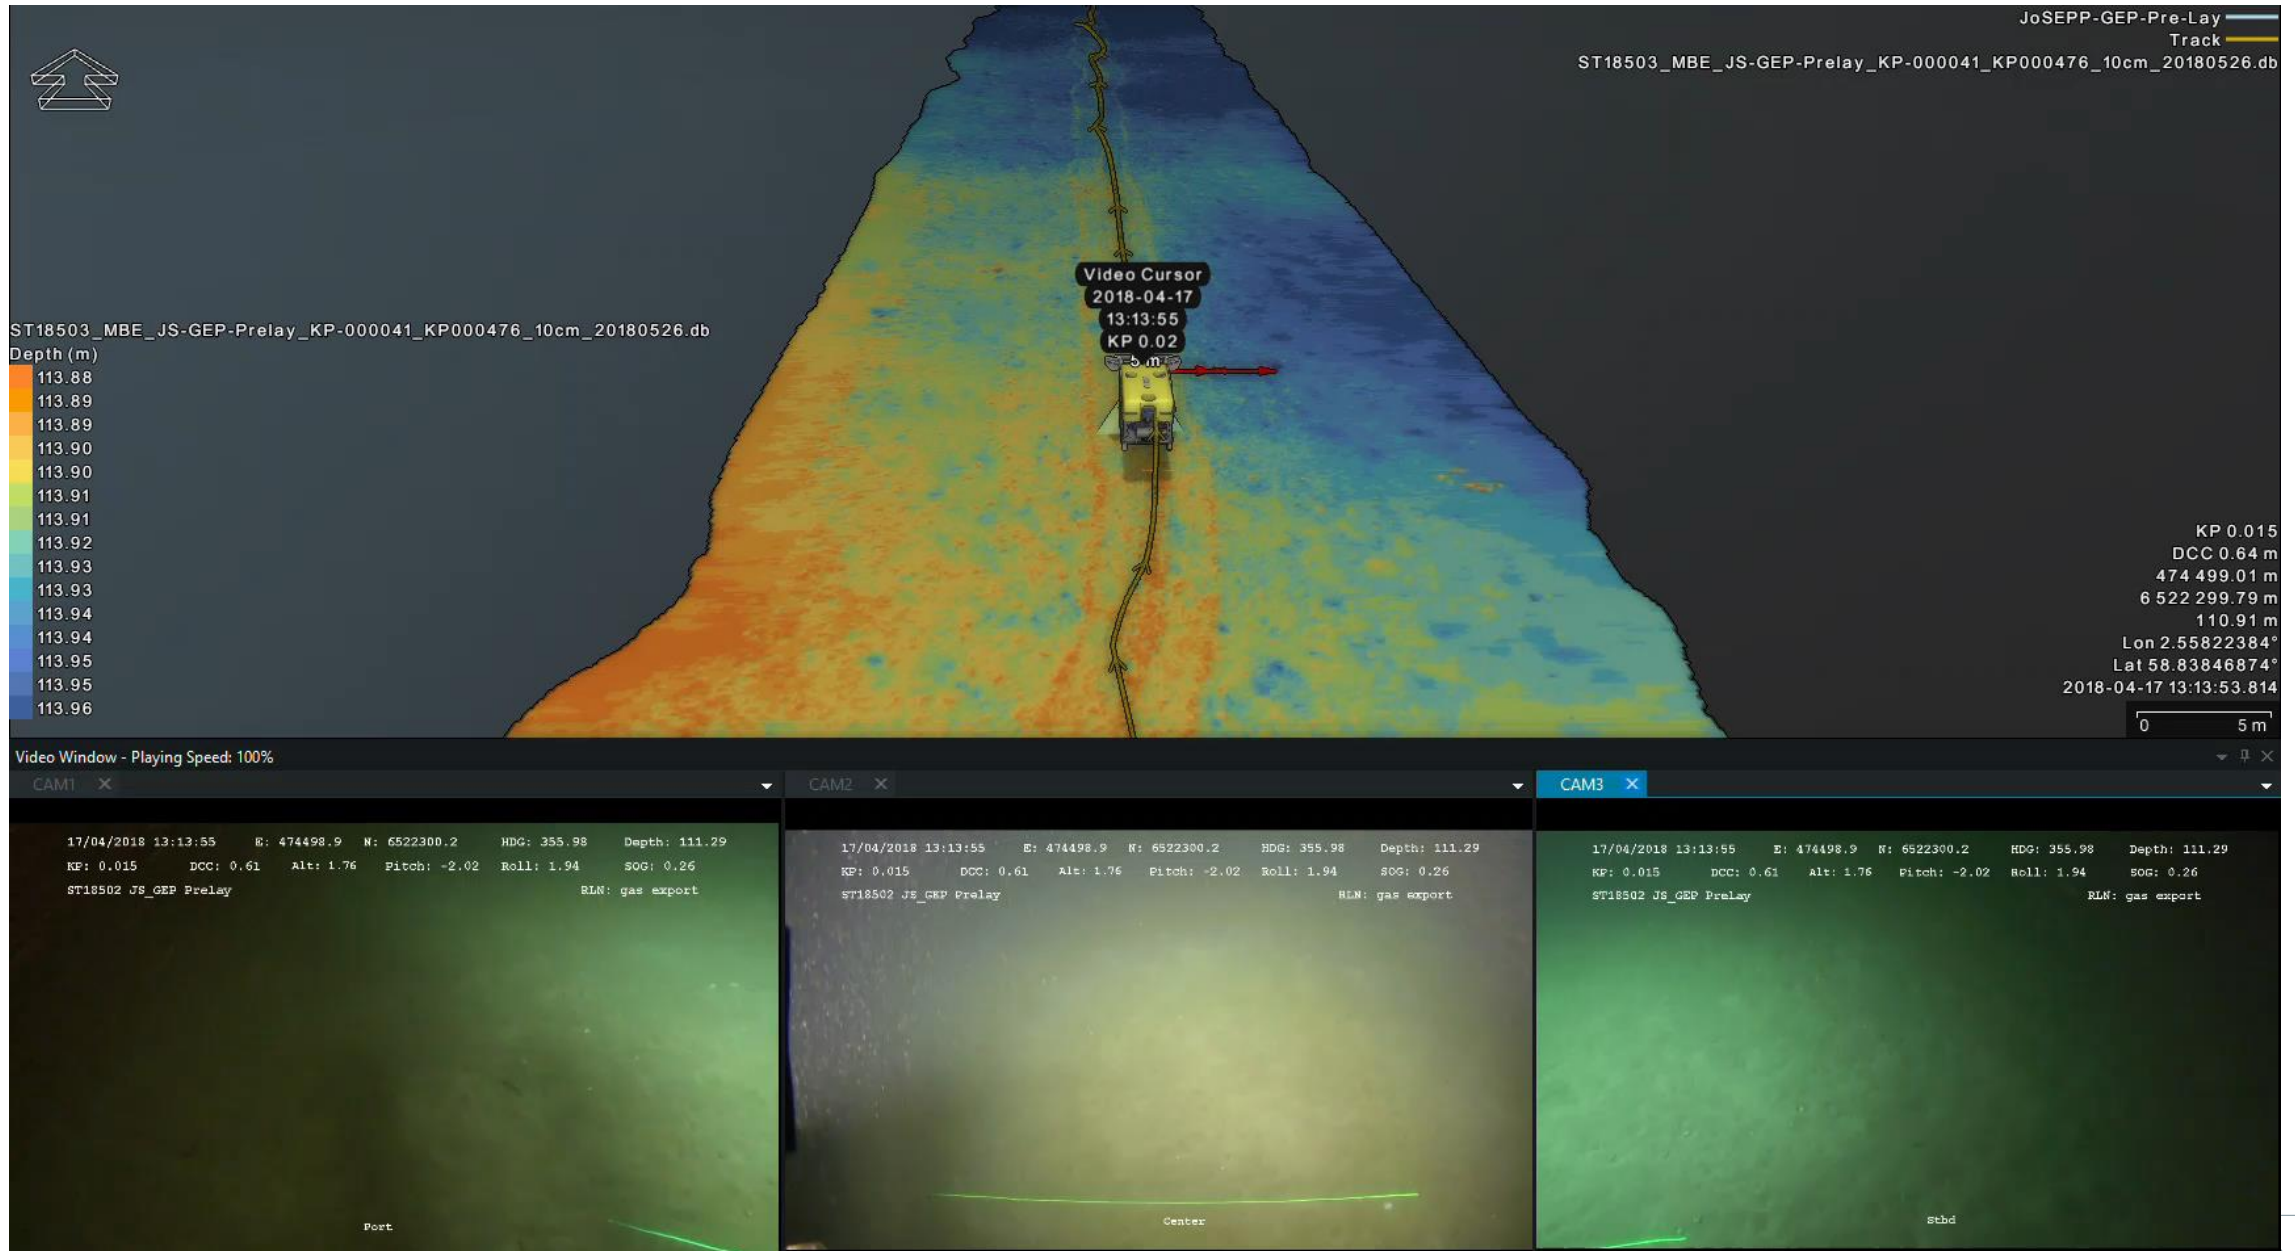 JoSEPP-GEP-Pre-Lay
Track
ST18503_MBE_JS-GEP-Prelay_KP-000041_KP000476_10cm_20180526.db
Video Cursor
2018-04-17
13:13:55
KP 0.02
5 m
ST18503_MBE_JS-GEP-Prelay_KP-000041_KP000476_10cm_20180526.db
Depth (m)
113.88
113.89
113.89
113.90
113.90
113.91
113.91
113.92
113.93
113.93
113.94
113.94
113.95
113.95
113.96
KP 0.015
DCC 0.64 m
474 499.01 m
6 522 299.79 m
110.91 m
Lon 2.55822384°
Lat 58.83846874°
2018-04-17 13:13:53.814
0 5 m
Video Window - Playing Speed: 100%
CAM1
17/04/2018 13:13:55 E: 474498.9 N: 6522300.2 HDG: 355.98 Depth: 111.29
KP: 0.015 DCC: 0.61 Alt: 1.76 Pitch: -2.02 Roll: 1.94 SOG: 0.26
ST18502 JS_GEP Prelay RLN: gas export
Port
CAM2
17/04/2018 13:13:55 E: 474498.9 N: 6522300.2 HDG: 355.98 Depth: 111.29
KP: 0.015 DCC: 0.61 Alt: 1.76 Pitch: -2.02 Roll: 1.94 SOG: 0.26
ST18502 JS_GEP Prelay RLN: gas export
Center
CAM3
17/04/2018 13:13:55 E: 474498.9 N: 6522300.2 HDG: 355.98 Depth: 111.29
KP: 0.015 DCC: 0.61 Alt: 1.76 Pitch: -2.02 Roll: 1.94 SOG: 0.26
ST18502 JS_GEP Prelay RLN: gas export
Stbd